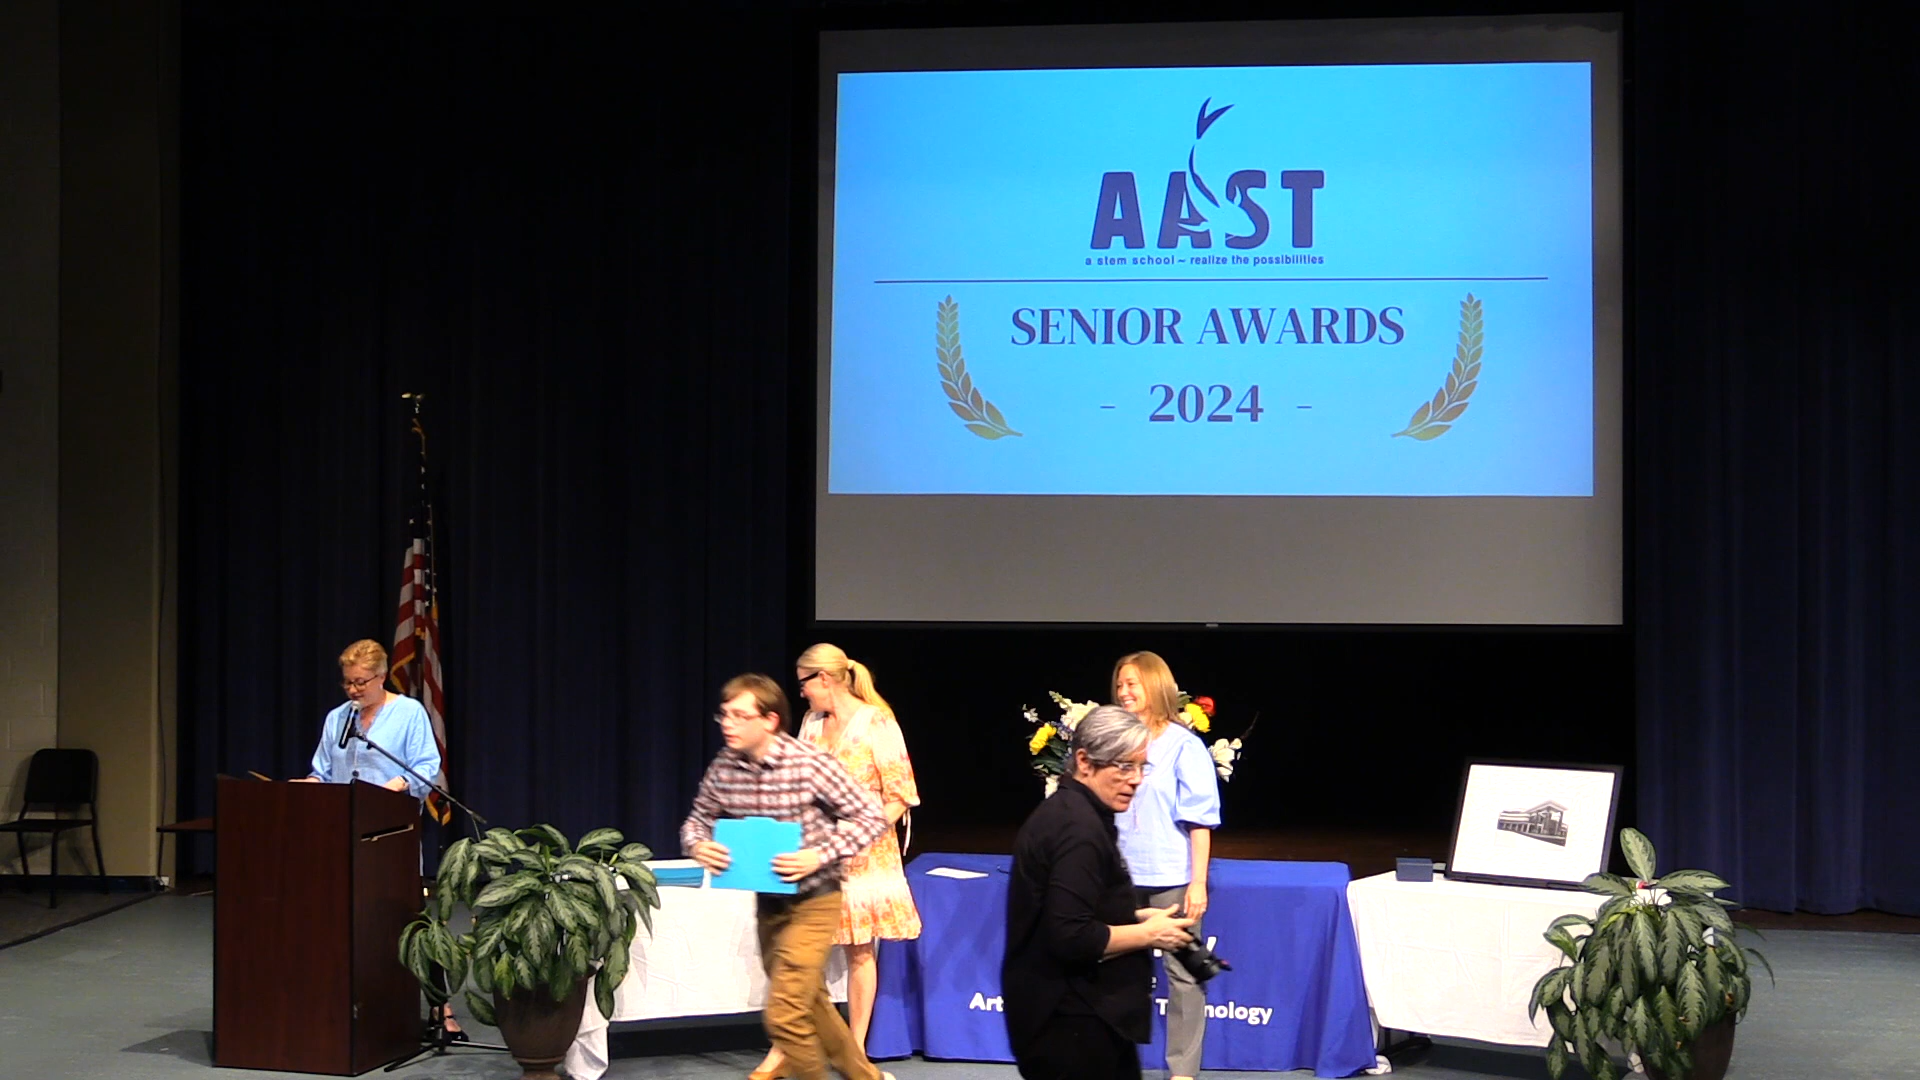 AAST
a stem school ~ realize the possibilities
SENIOR AWARDS
- 2024 -